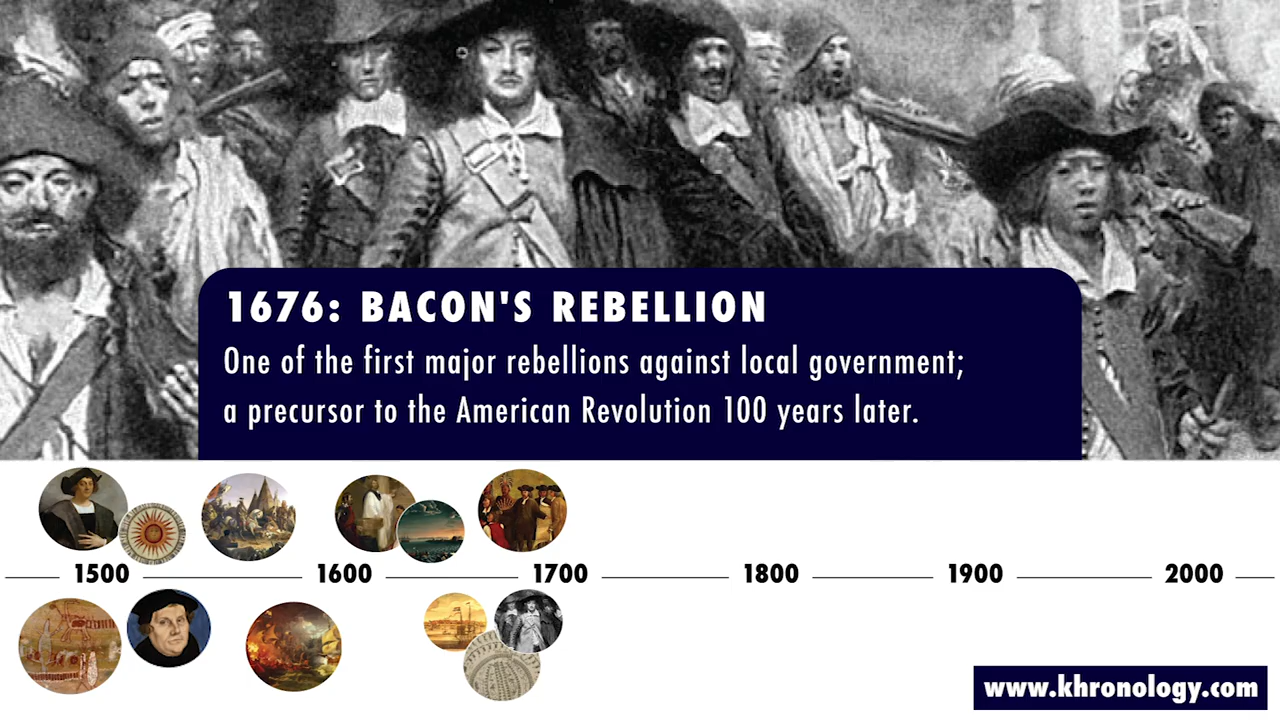 1676: BACON'S REBELLION
One of the first major rebellions against local government;
a precursor to the American Revolution 100 years later.
1500 1600 1700 1800 1900 2000
www.khronology.com